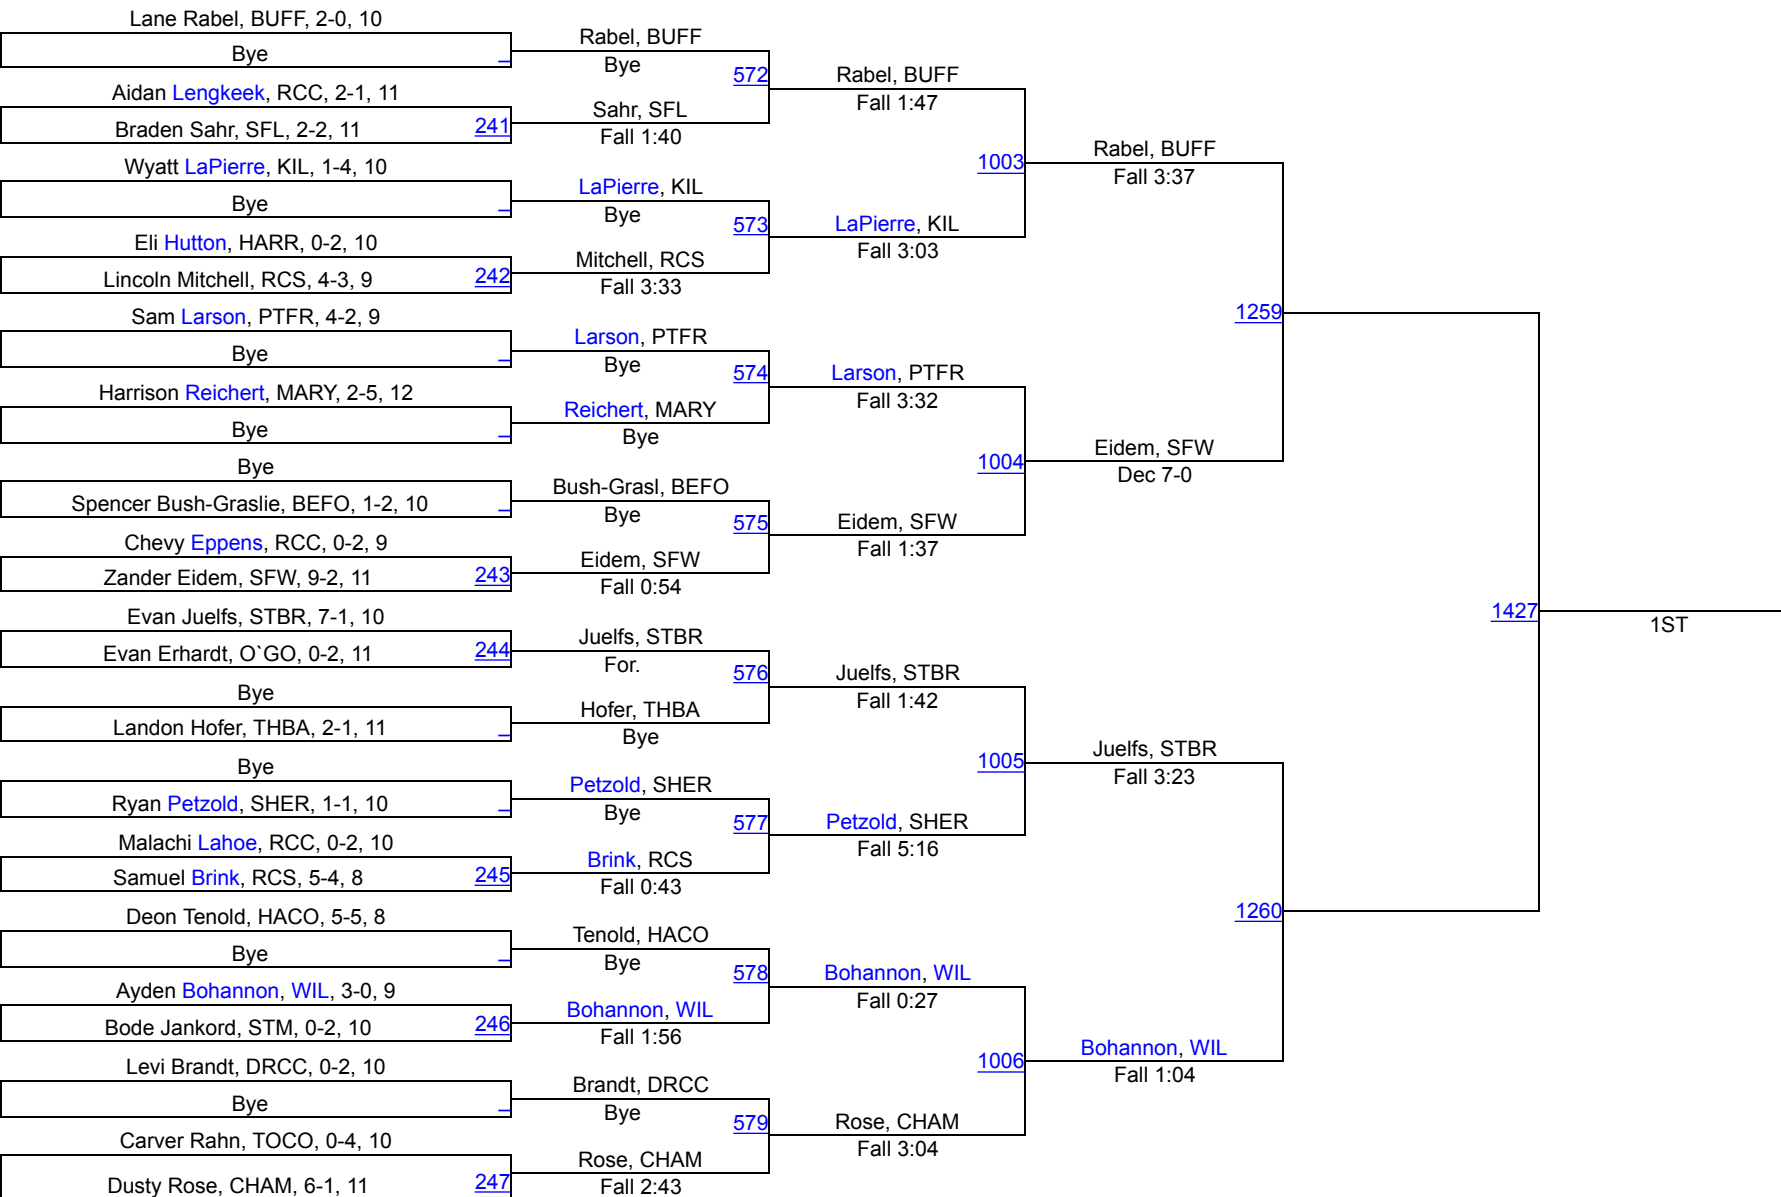 Lane Rabel, BUFF, 2-0, 10
Bye
Aidan Lengkeek, RCC, 2-1, 11
Braden Sahr, SFL, 2-2, 11
241
Wyatt LaPierre, KIL, 1-4, 10
Bye
Eli Hutton, HARR, 0-2, 10
Lincoln Mitchell, RCS, 4-3, 9
242
Sam Larson, PTFR, 4-2, 9
Bye
Harrison Reichert, MARY, 2-5, 12
Bye
Bye
Spencer Bush-Graslie, BEFO, 1-2, 10
Chevy Eppens, RCC, 0-2, 9
Zander Eidem, SFW, 9-2, 11
243
Evan Juelfs, STBR, 7-1, 10
Evan Erhardt, O`GO, 0-2, 11
244
Bye
Landon Hofer, THBA, 2-1, 11
Bye
Ryan Petzold, SHER, 1-1, 10
Malachi Lahoe, RCC, 0-2, 10
Samuel Brink, RCS, 5-4, 8
245
Deon Tenold, HACO, 5-5, 8
Bye
Ayden Bohannon, WIL, 3-0, 9
Bode Jankord, STM, 0-2, 10
246
Levi Brandt, DRCC, 0-2, 10
Bye
Carver Rahn, TOCO, 0-4, 10
Dusty Rose, CHAM, 6-1, 11
247
Rabel, BUFF
Bye
572
Sahr, SFL
Fall 1:40
LaPierre, KIL
Bye
573
Mitchell, RCS
Fall 3:33
Larson, PTFR
Bye
574
Reichert, MARY
Bye
Bush-Grasl, BEFO
Bye
575
Eidem, SFW
Fall 0:54
Juelfs, STBR
For.
576
Hofer, THBA
Bye
Petzold, SHER
Bye
577
Brink, RCS
Fall 0:43
Tenold, HACO
Bye
578
Bohannon, WIL
Fall 1:56
Brandt, DRCC
Bye
579
Rose, CHAM
Fall 2:43
Rabel, BUFF
Fall 1:47
1003
LaPierre, KIL
Fall 3:03
Larson, PTFR
Fall 3:32
1004
Eidem, SFW
Fall 1:37
Juelfs, STBR
Fall 1:42
1005
Petzold, SHER
Fall 5:16
Bohannon, WIL
Fall 0:27
1006
Rose, CHAM
Fall 3:04
Rabel, BUFF
Fall 3:37
1259
Eidem, SFW
Dec 7-0
Juelfs, STBR
Fall 3:23
1260
Bohannon, WIL
Fall 1:04
1427
1ST